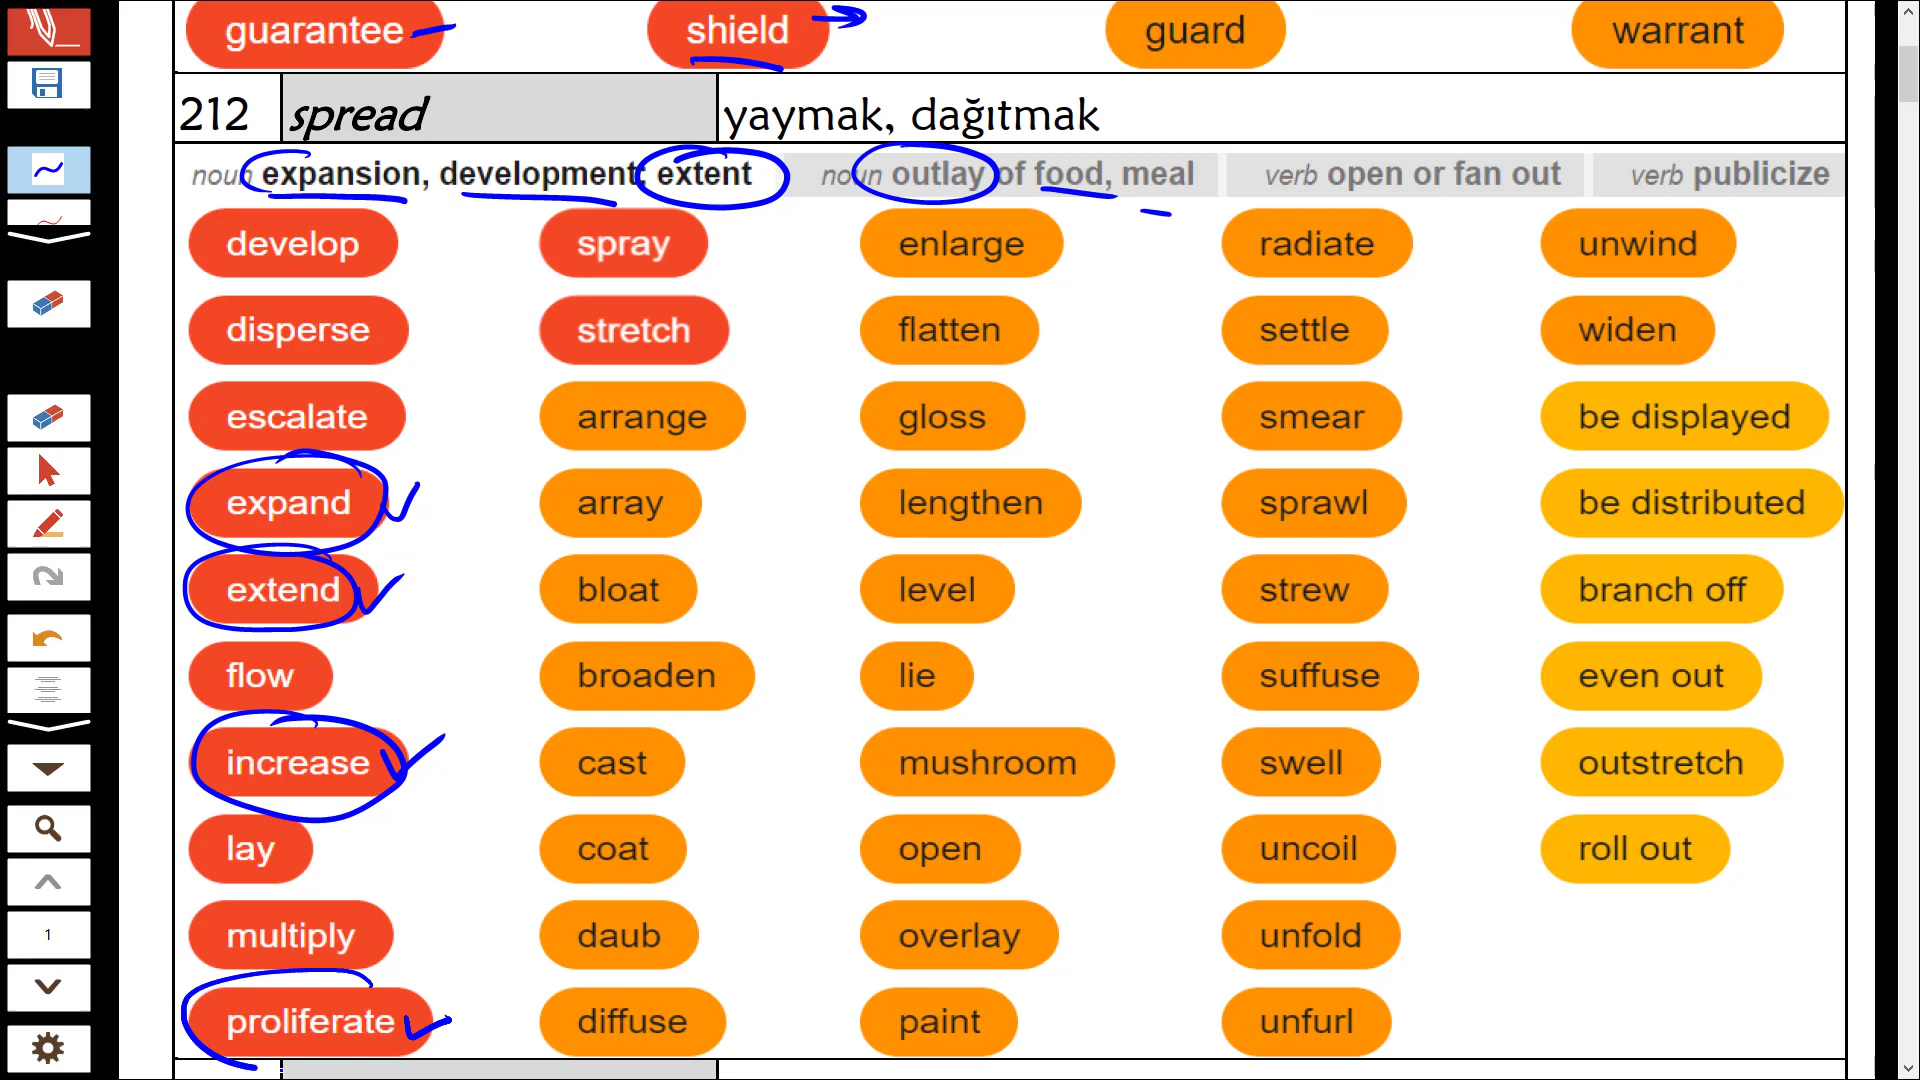 guarantee shield guard warrant
212 spread yaymak, dağıtmak
noun expansion, development; extent noun outlay of food, meal verb open or fan out verb publicize
develop spray enlarge radiate unwind
disperse stretch flatten settle widen
escalate arrange gloss smear be displayed
expand array lengthen sprawl be distributed
extend bloat level strew branch off
flow broaden lie suffuse even out
increase cast mushroom swell outstretch
lay coat open uncoil roll out
multiply daub overlay unfold
proliferate diffuse paint unfurl
1